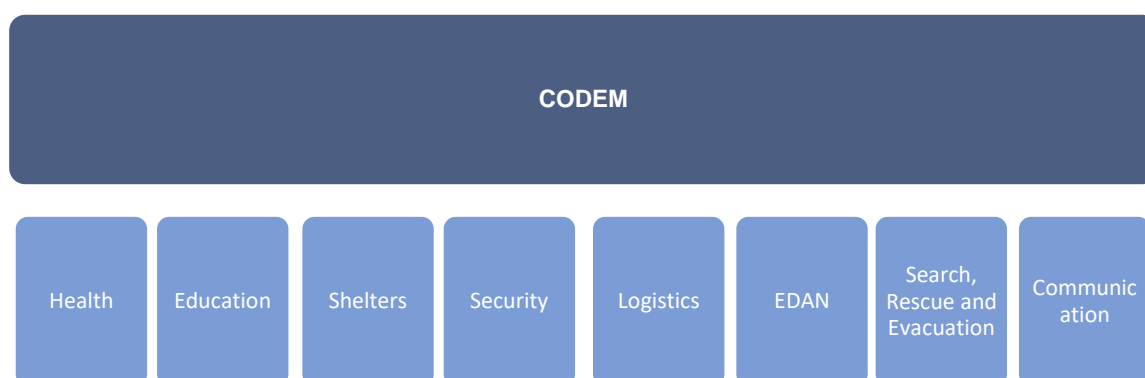 CODEM
Health
Education
Shelters
Security
Logistics
EDAN
Search,
Rescue and
Evacuation
Communic
ation